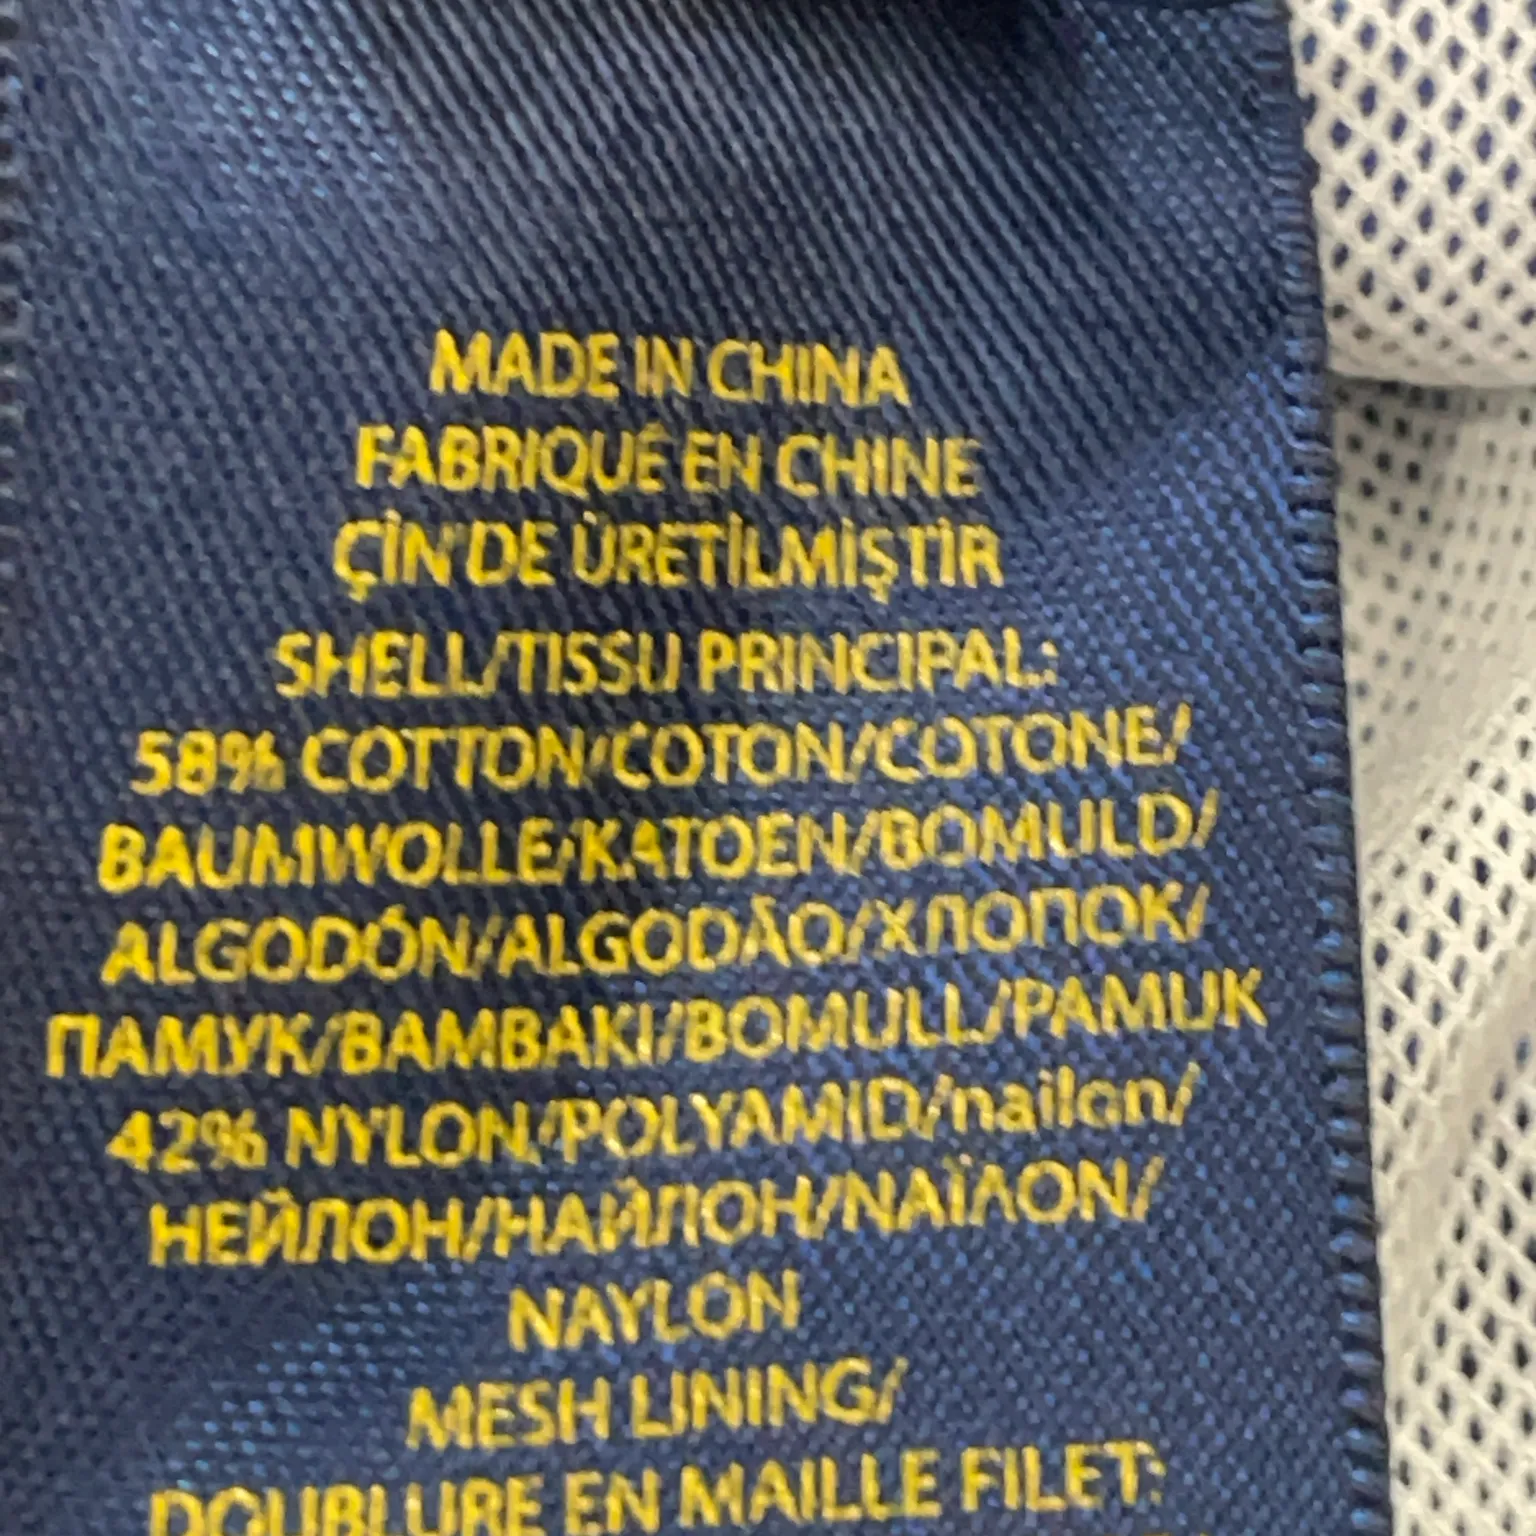 MADE IN CHINA
FABRIQUÉ EN CHINE
ÇİN'DE ÜRETİLMİŞTİR
SHELL/TISSU PRINCIPAL:
58% COTTON/COTON/COTONE/
BAUMWOLLE/KATOEN/BOMULD/
ALGODÓN/ALGODÃO/ХЛОПОК/
ПАМУК/ΒΑΜΒΑΚΙ/BOMULL/PAMUK
42% NYLON/POLYAMID/nailon/
НЕЙЛОН/НАЙЛОН/ΝΑΪΛΟΝ/
NAYLON
MESH LINING/
DOUBLURE EN MAILLE FILET: